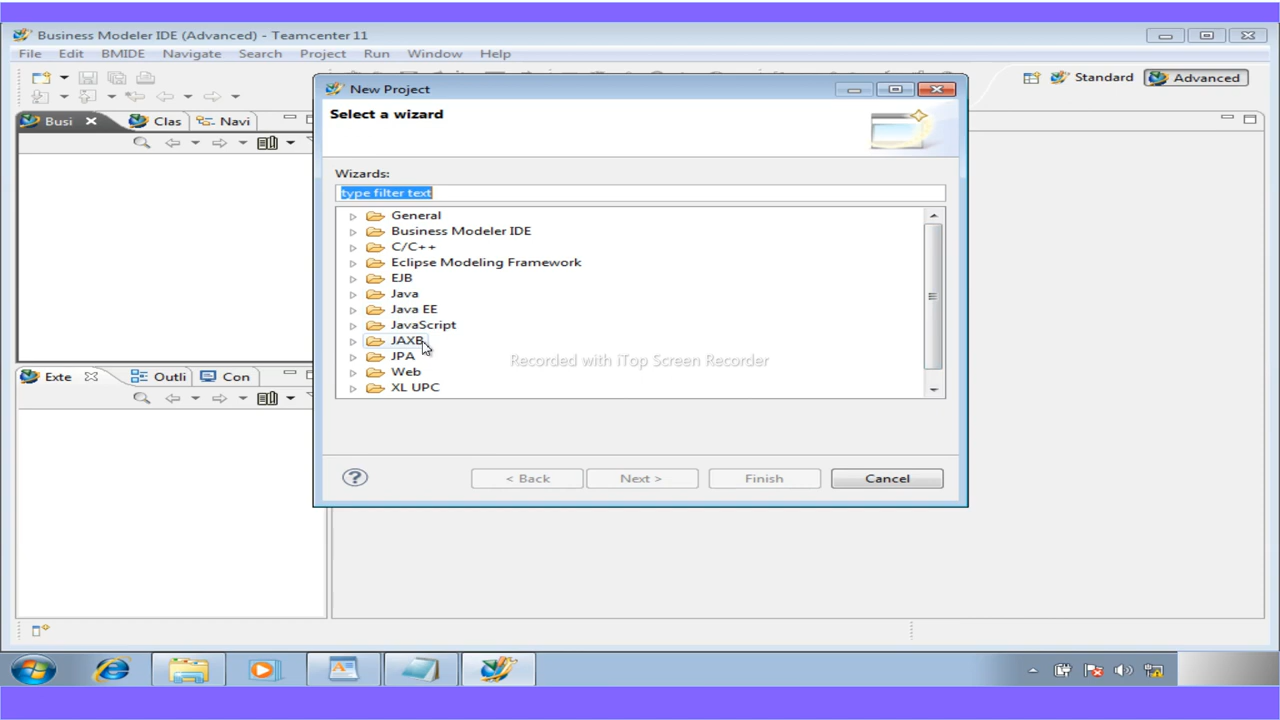 Business Modeler IDE (Advanced) - Teamcenter 11
File Edit BMIDE Navigate Search Project Run Window Help
Standard Advanced
Busi Clas Navi
New Project
Select a wizard
Wizards:
type filter text
General
Business Modeler IDE
C/C++
Eclipse Modeling Framework
EJB
Java
Java EE
JavaScript
JAXB
JPA
Web
XL UPC
Recorded with iTop Screen Recorder
Exte Outli Con
< Back Next > Finish Cancel